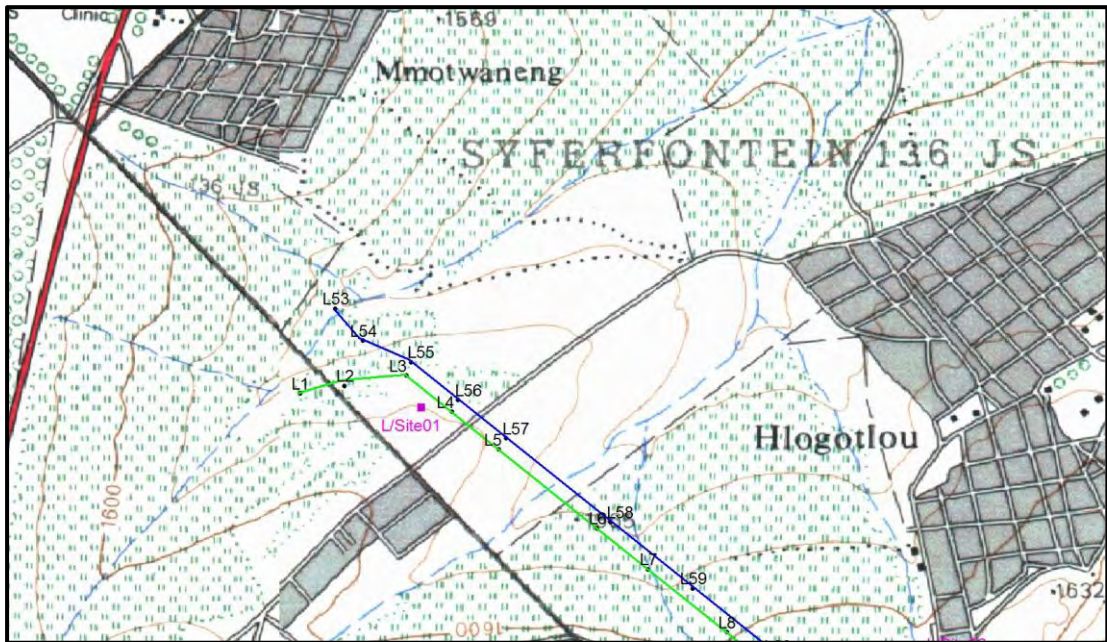 Clinic
1569
Mmotwaneng
SYFERFONTEIN 136 JS
136 JS
L53
L54
L55
L3
L2
L1
L56
L4
L/Site01
L57
L5
Hlogotlou
1600
L58
L59
L7
L8
1632
1600